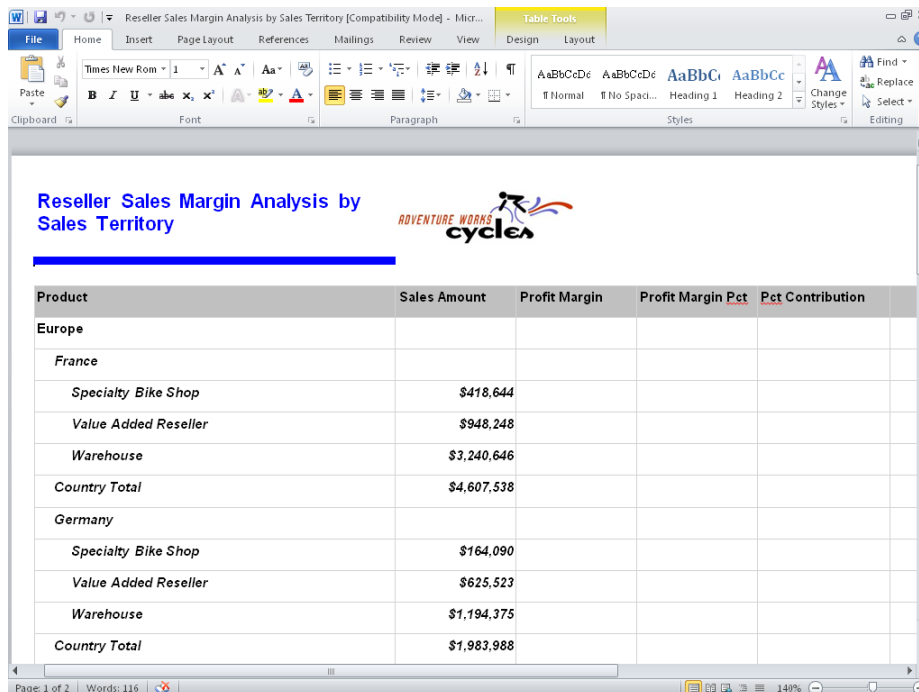 Reseller Sales Margin Analysis by Sales Territory [Compatibility Mode] - Micr...
Table Tools
File Home Insert Page Layout References Mailings Review View Design Layout
Times New Rom 1 Aa
Find
Paste
B I U abc x, x² A ab A
AaBbCcDc AaBbCcDc AaBbC AaBbCc
Replace
¶ Normal ¶ No Spaci... Heading 1 Heading 2
Change Styles
Select
Clipboard Font Paragraph Styles Editing
Reseller Sales Margin Analysis by
Sales Territory
ADVENTURE WORKS
cycles
Product Sales Amount Profit Margin Profit Margin Pct Pct Contribution
Europe
France
Specialty Bike Shop $418,644
Value Added Reseller $948,248
Warehouse $3,240,646
Country Total $4,607,538
Germany
Specialty Bike Shop $164,090
Value Added Reseller $625,523
Warehouse $1,194,375
Country Total $1,983,988
Page: 1 of 2 Words: 116 140%